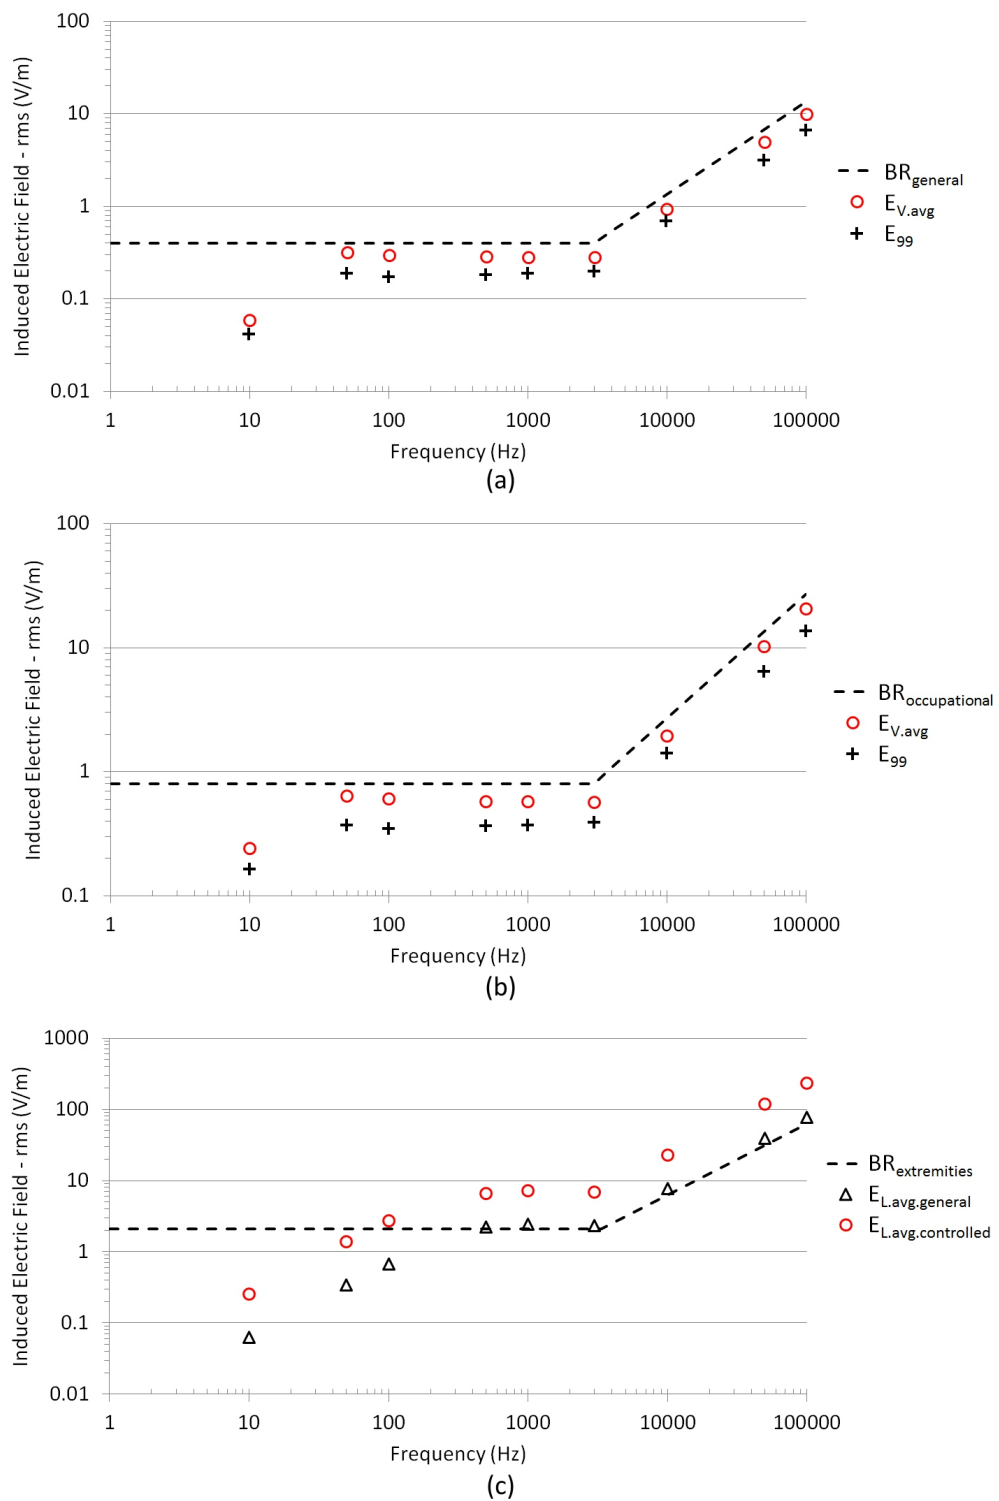 100
10
1
0.1
0.01
Induced Electric Field - rms (V/m)
1 10 100 1000 10000 100000
Frequency (Hz)
BRgeneral
EV.avg
E99
(a)
100
10
1
0.1
Induced Electric Field - rms (V/m)
1 10 100 1000 10000 100000
Frequency (Hz)
BRoccupational
EV.avg
E99
(b)
1000
100
10
1
0.1
0.01
Induced Electric Field - rms (V/m)
1 10 100 1000 10000 100000
Frequency (Hz)
BRextremities
EL.avg.general
EL.avg.controlled
(c)